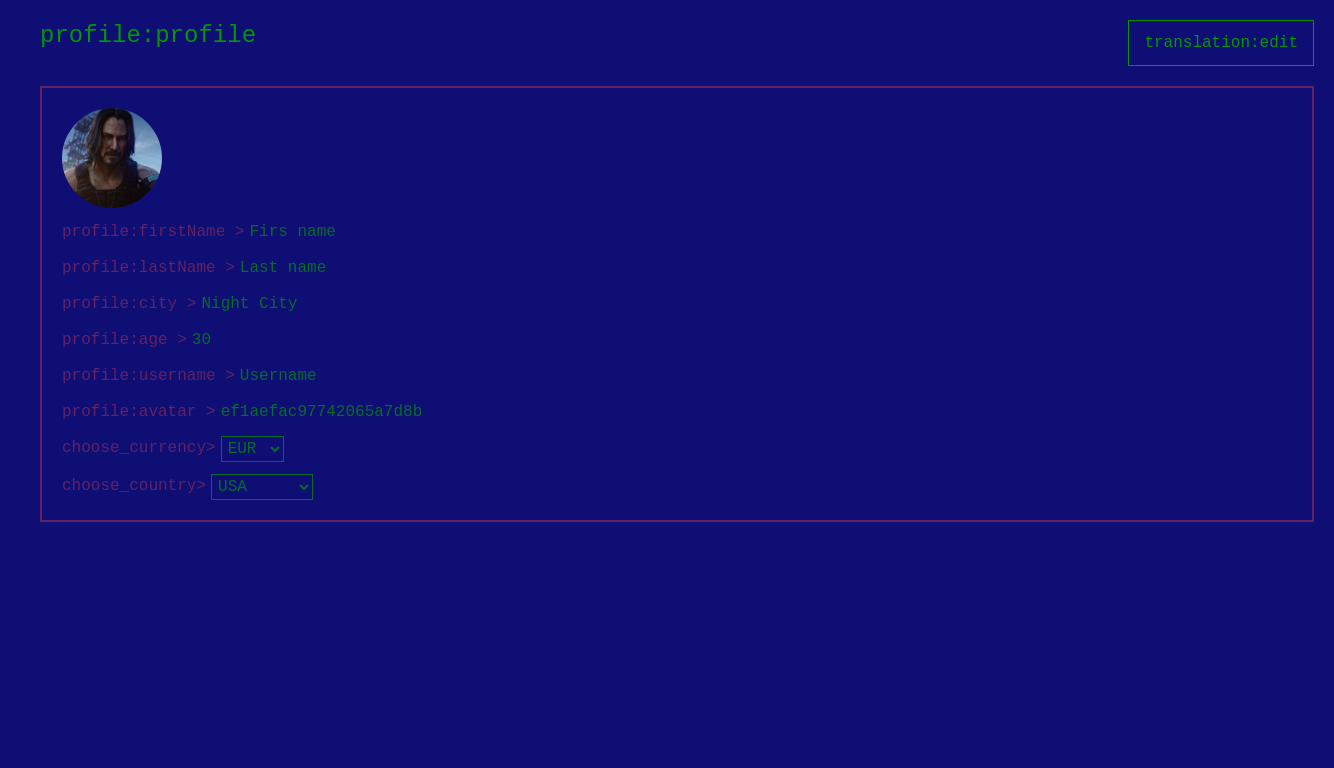 profile:profile
translation:edit
profile:firstName > Firs name
profile:lastName > Last name
profile:city > Night City
profile:age > 30
profile:username > Username
profile:avatar > ef1aefac97742065a7d8b
choose_currency> EUR
choose_country> USA